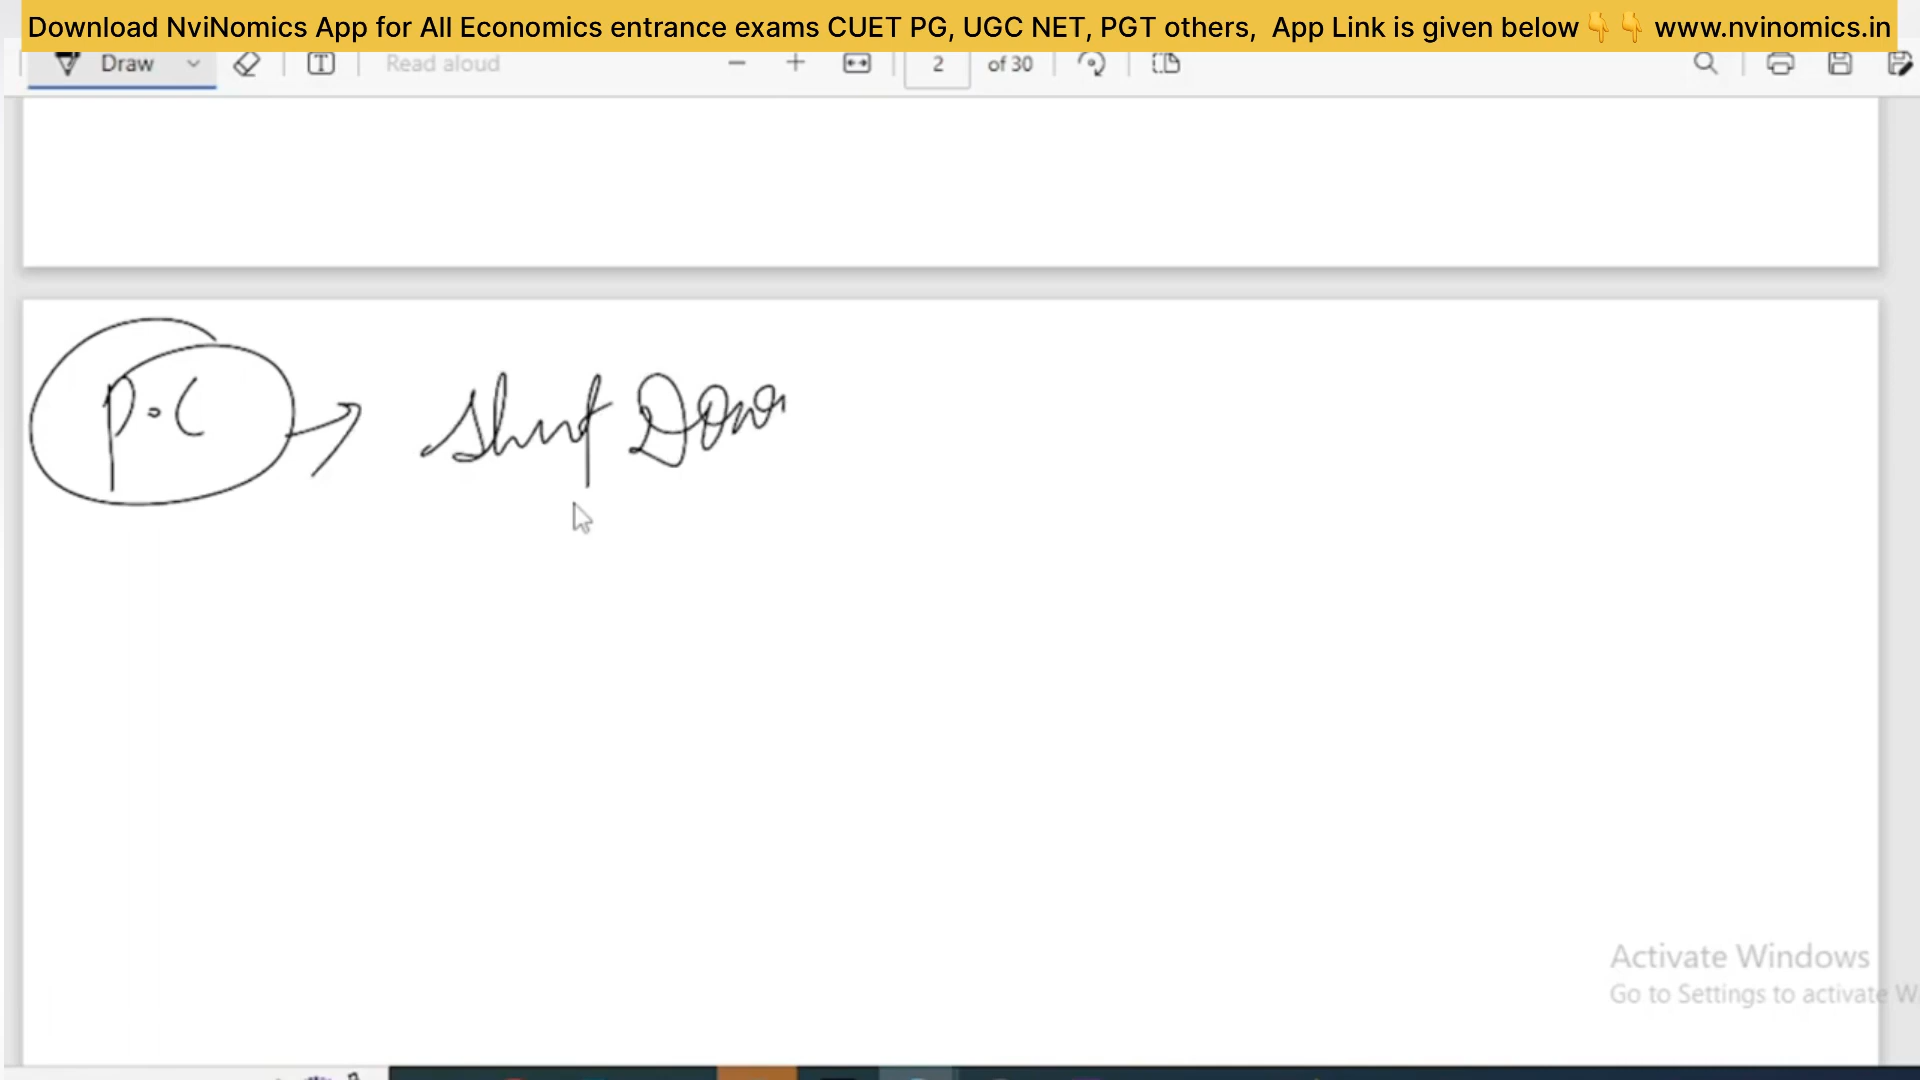 Download NviNomics App for All Economics entrance exams CUET PG, UGC NET, PGT others, App Link is given below👇👇 www.nvinomics.in
Draw Read aloud 2 of 30
P.C → Shut Down
Activate Windows
Go to Settings to activate W